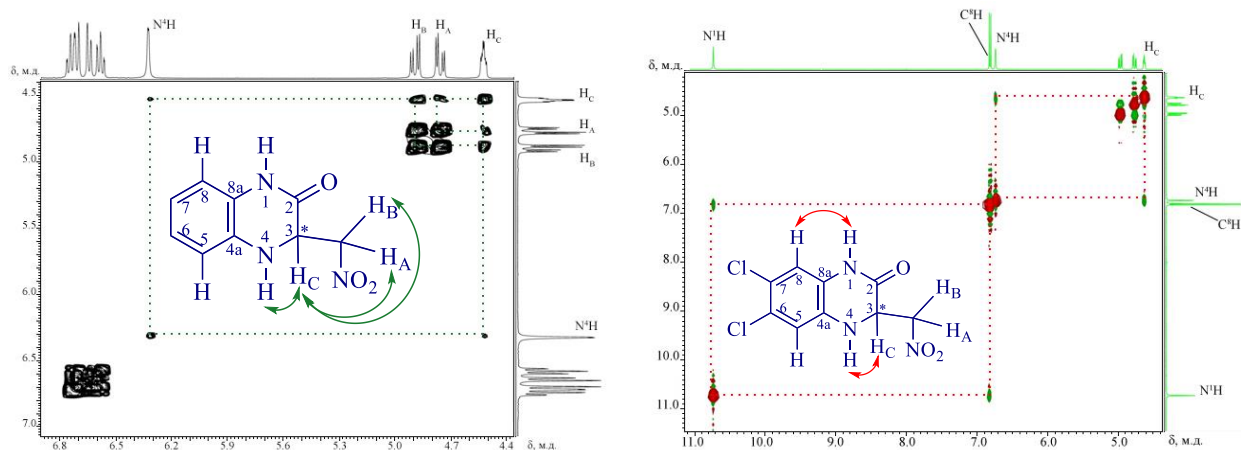 N⁴H
H_B
H_A
H_C
δ, м.д.
4.5
5.0
5.5
6.0
6.5
7.0
6.8
6.5
6.2
5.9
5.6
5.3
5.0
4.7
4.4
δ, м.д.
H_C
H_A
H_B
N⁴H
H
H
8
8a
N
1
O
7
2
H_B
6
4
3
*
5
4a
N
H_A
H
H
H_C
NO₂
C⁸H
N¹H
N⁴H
H_C
δ, м.д.
5.0
6.0
7.0
8.0
9.0
10.0
11.0
11.0
10.0
9.0
8.0
7.0
6.0
5.0
δ, м.д.
H_C
N⁴H
C⁸H
N¹H
H
H
Cl
8
8a
N
1
O
7
2
H_B
6
4
3
*
Cl
5
4a
N
H_A
H
H
H_C
NO₂